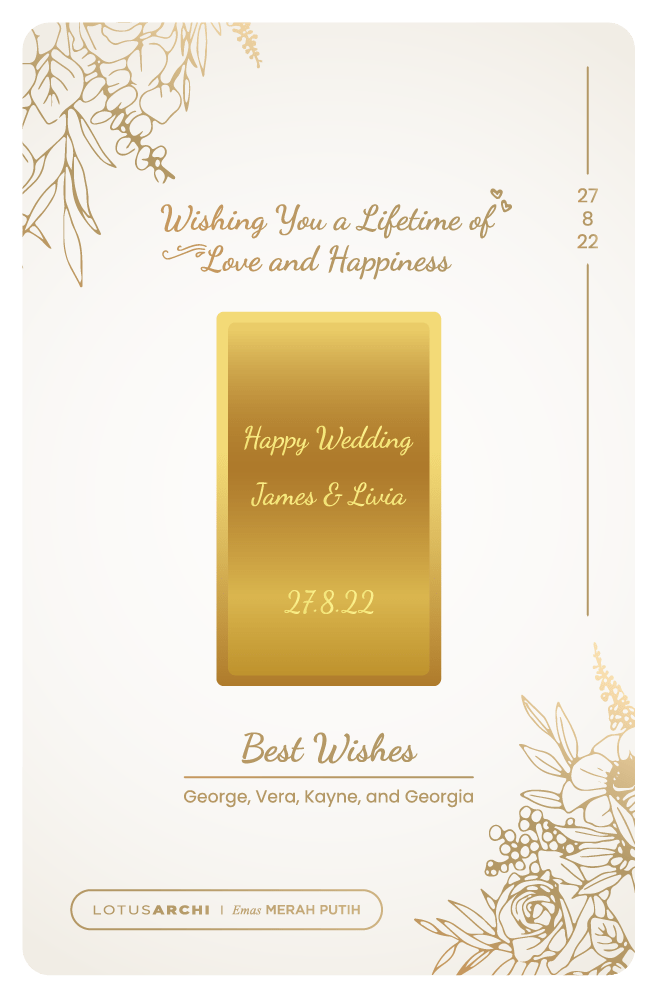 27
8
22
Wishing You a Lifetime of
Love and Happiness
Happy Wedding
James & Livia
27.8.22
Best Wishes
George, Vera, Kayne, and Georgia
LOTUSARCHI | Emas MERAH PUTIH